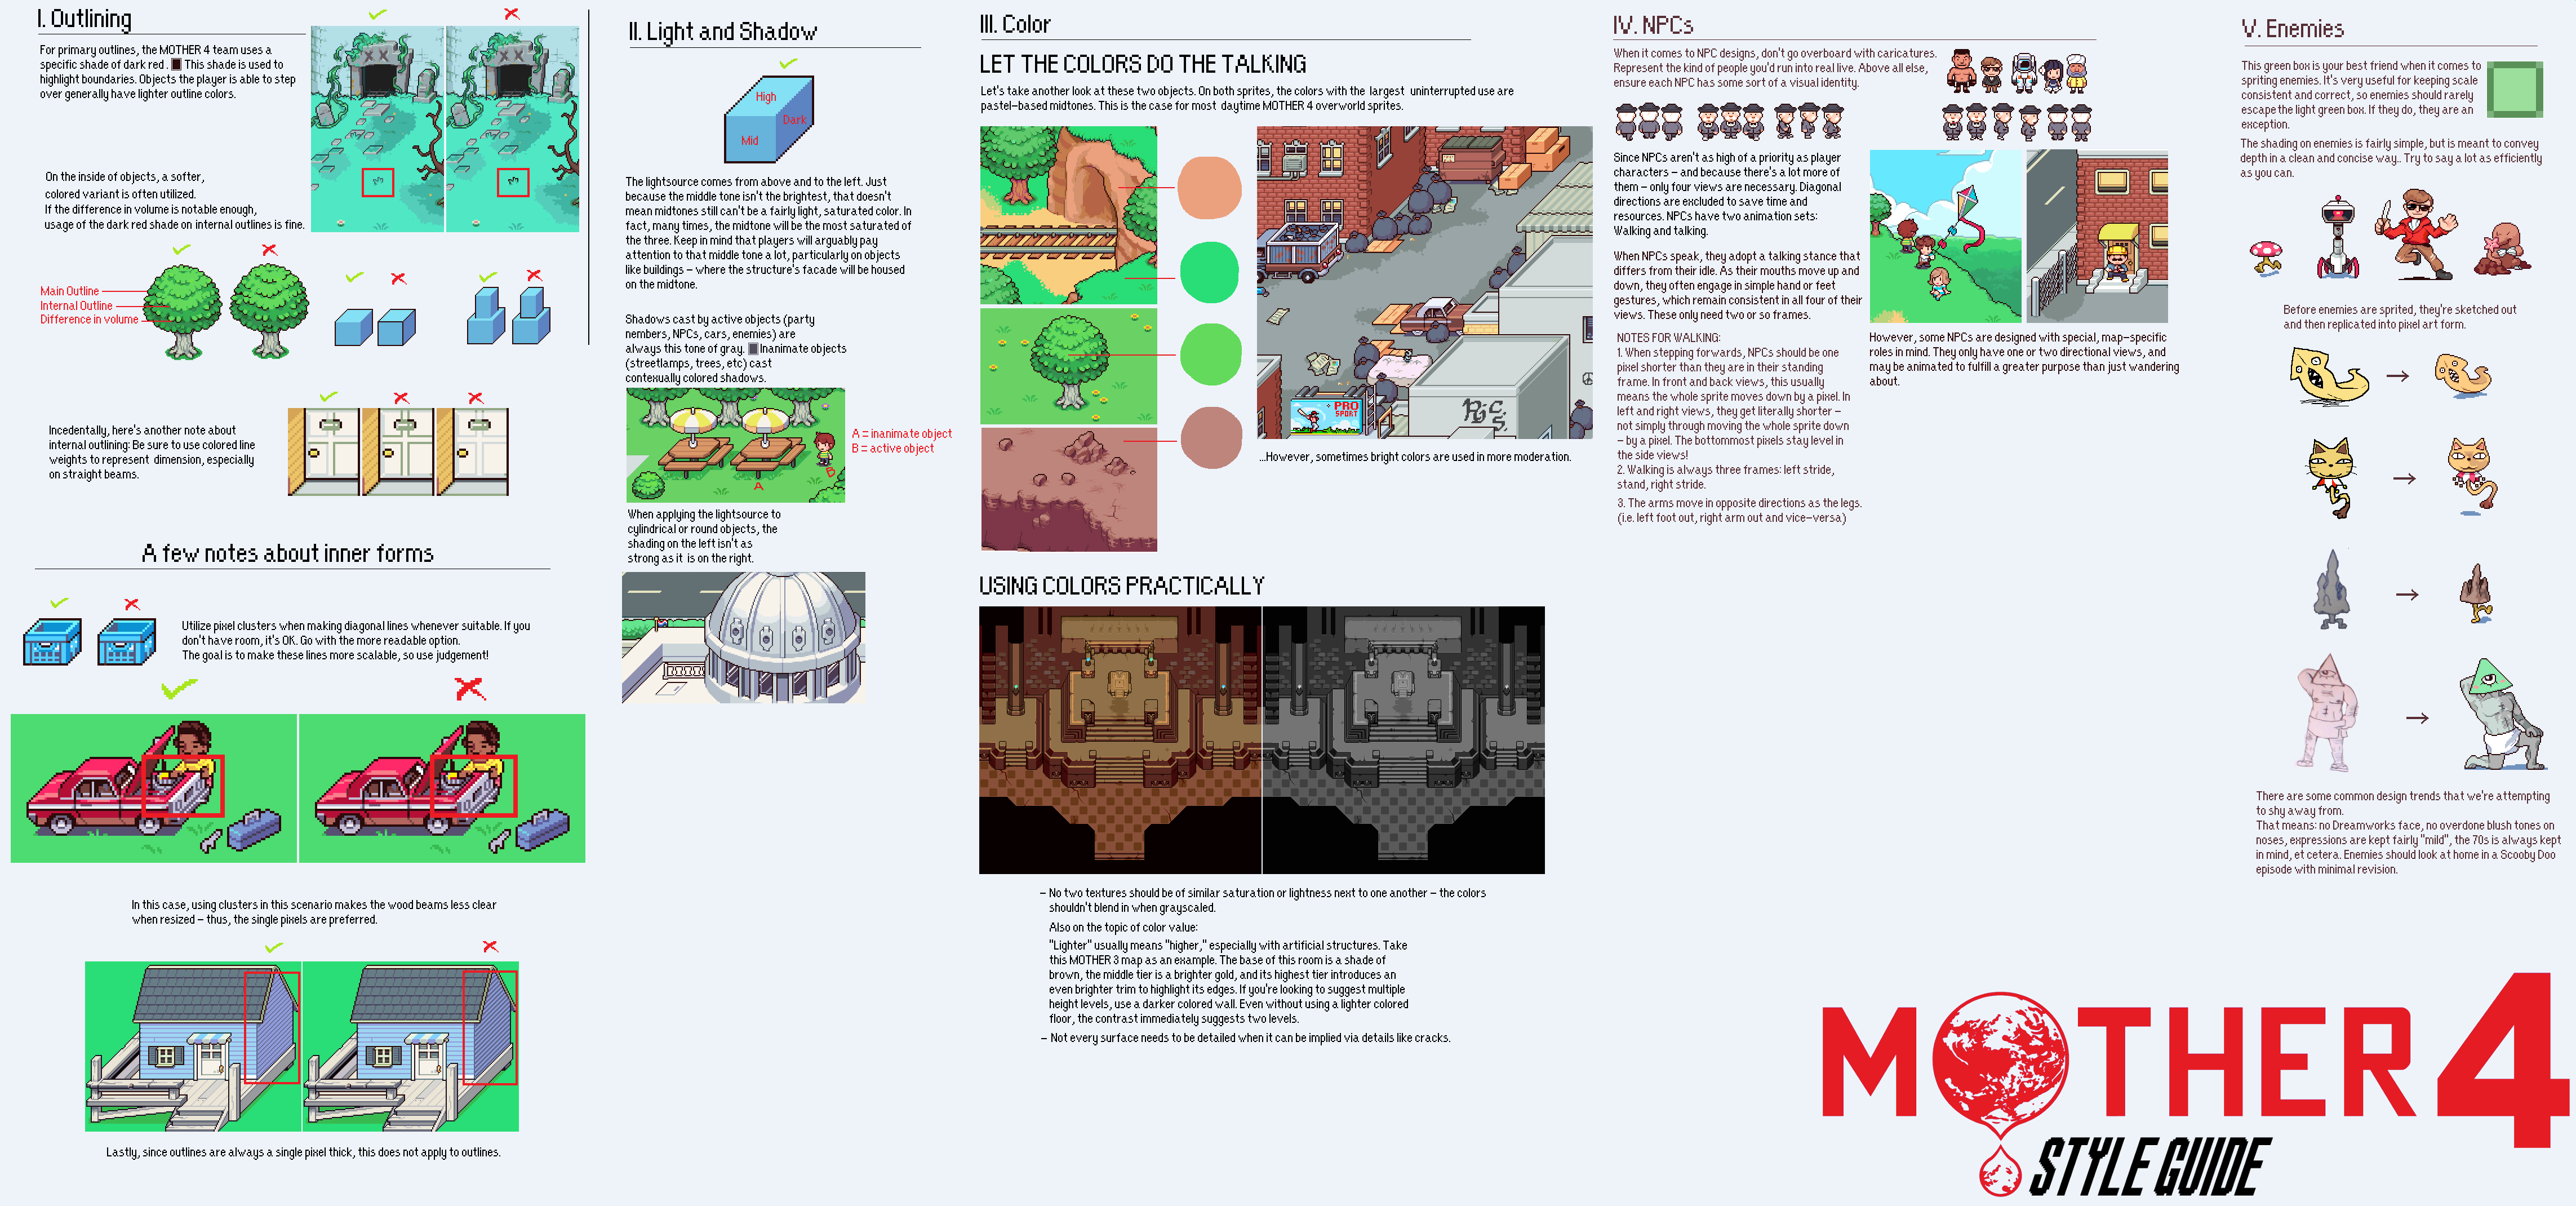 I. Outlining
For primary outlines, the MOTHER 4 team uses a
specific shade of dark red. This shade is used to
highlight boundaries. Objects the player is able to step
over generally have lighter outline colors.
On the inside of objects, a softer,
colored variant is often utilized.
If the difference in volume is notable enough,
usage of the dark red shade on internal outlines is fine.
Main Outline
Internal Outline
Difference in volume
Incedentally, here's another note about
internal outlining: Be sure to use colored line
weights to represent dimension, especially
on straight beams.
A few notes about inner forms
Utilize pixel clusters when making diagonal lines whenever suitable. If you
don't have room, it's OK. Go with the more readable option.
The goal is to make these lines more scalable, so use judgement!
In this case, using clusters in this scenario makes the wood beams less clear
when resized - thus, the single pixels are preferred.
Lastly, since outlines are always a single pixel thick, this does not apply to outlines.
II. Light and Shadow
High
Dark
Mid
The lightsource comes from above and to the left. Just
because the middle tone isn't the brightest, that doesn't
mean midtones still can't be a fairly light, saturated color. In
fact, many times, the midtone will be the most saturated of
the three. Keep in mind that players will arguably pay
attention to that middle tone a lot, particularly on objects
like buildings - where the structure's facade will be housed
on the midtone.
Shadows cast by active objects (party
nembers, NPCs, cars, enemies) are
always this tone of gray. Inanimate objects
(streetlamps, trees, etc) cast
contexually colored shadows.
A = inanimate object
B = active object
A
B
When applying the lightsource to
cylindrical or round objects, the
shading on the left isn't as
strong as it is on the right.
III. Color
LET THE COLORS DO THE TALKING
Let's take another look at these two objects. On both sprites, the colors with the largest uninterrupted use are
pastel-based midtones. This is the case for most daytime MOTHER 4 overworld sprites.
PRO
SPORT
...However, sometimes bright colors are used in more moderation.
USING COLORS PRACTICALLY
- No two textures should be of similar saturation or lightness next to one another - the colors
shouldn't blend in when grayscaled.
Also on the topic of color value:
"Lighter" usually means "higher," especially with artificial structures. Take
this MOTHER 3 map as an example. The base of this room is a shade of
brown, the middle tier is a brighter gold, and its highest tier introduces an
even brighter trim to highlight its edges. If you're looking to suggest multiple
height levels, use a darker colored wall. Even without using a lighter colored
floor, the contrast immediately suggests two levels.
- Not every surface needs to be detailed when it can be implied via details like cracks.
IV. NPCs
When it comes to NPC designs, don't go overboard with caricatures.
Represent the kind of people you'd run into real live. Above all else,
ensure each NPC has some sort of a visual identity.
Since NPCs aren't as high of a priority as player
characters - and because there's a lot more of
them - only four views are necessary. Diagonal
directions are excluded to save time and
resources. NPCs have two animation sets:
Walking and talking.
When NPCs speak, they adopt a talking stance that
differs from their idle. As their mouths move up and
down, they often engage in simple hand or feet
gestures, which remain consistent in all four of their
views. These only need two or so frames.
NOTES FOR WALKING:
1. When stepping forwards, NPCs should be one
pixel shorter than they are in their standing
frame. In front and back views, this usually
means the whole sprite moves down by a pixel. In
left and right views, they get literally shorter -
not simply through moving the whole sprite down
- by a pixel. The bottommost pixels stay level in
the side views!
2. Walking is always three frames: left stride,
stand, right stride.
3. The arms move in opposite directions as the legs.
(i.e. left foot out, right arm out and vice-versa)
However, some NPCs are designed with special, map-specific
roles in mind. They only have one or two directional views, and
may be animated to fulfill a greater purpose than just wandering
about.
V. Enemies
This green box is your best friend when it comes to
spriting enemies. It's very useful for keeping scale
consistent and correct, so enemies should rarely
escape the light green box. If they do, they are an
exception.
The shading on enemies is fairly simple, but is meant to convey
depth in a clean and concise way.. Try to say a lot as efficiently
as you can.
Before enemies are sprited, they're sketched out
and then replicated into pixel art form.
There are some common design trends that we're attempting
to shy away from.
That means: no Dreamworks face, no overdone blush tones on
noses, expressions are kept fairly "mild", the 70s is always kept
in mind, et cetera. Enemies should look at home in a Scooby Doo
episode with minimal revision.
MOTHER 4
STYLE GUIDE